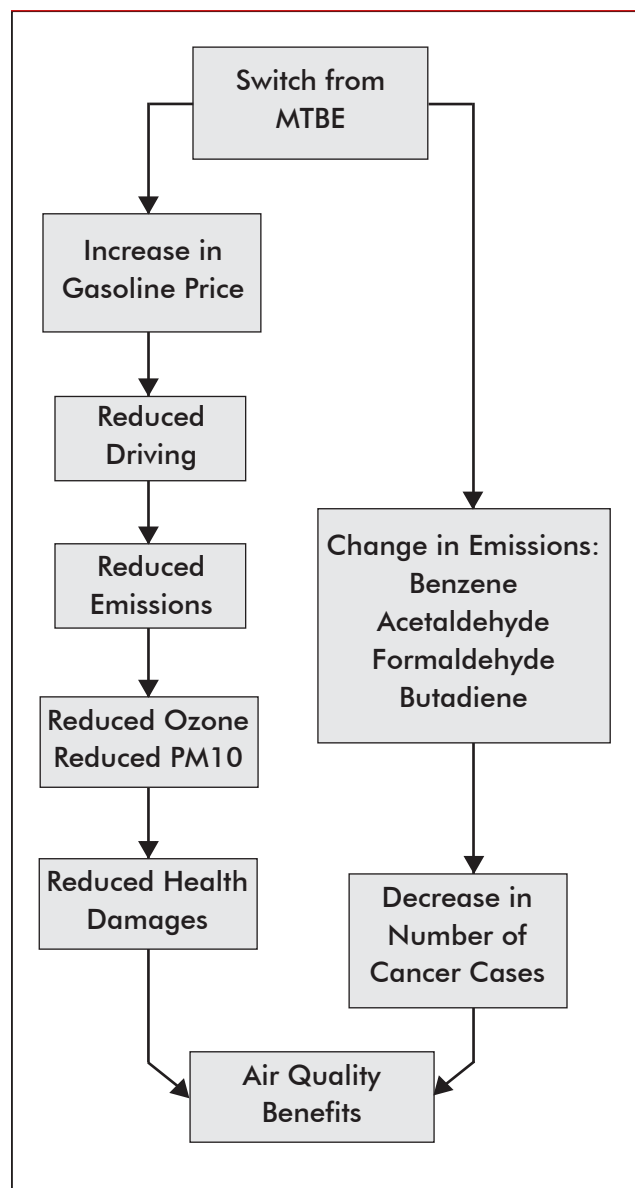 Switch from
MTBE
Increase in
Gasoline Price
Reduced
Driving
Reduced
Emissions
Reduced Ozone
Reduced PM10
Reduced Health
Damages
Change in Emissions:
Benzene
Acetaldehyde
Formaldehyde
Butadiene
Decrease in
Number of
Cancer Cases
Air Quality
Benefits